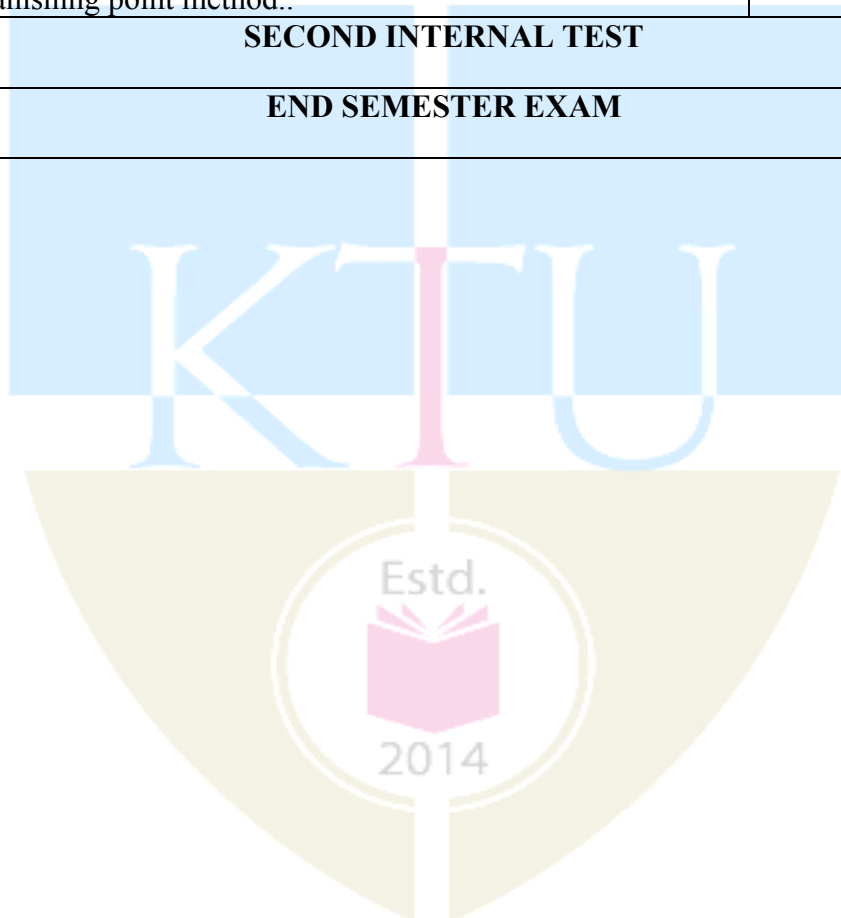 point method..
SECOND INTERNAL TEST
END SEMESTER EXAM
KTU
Estd.
2014